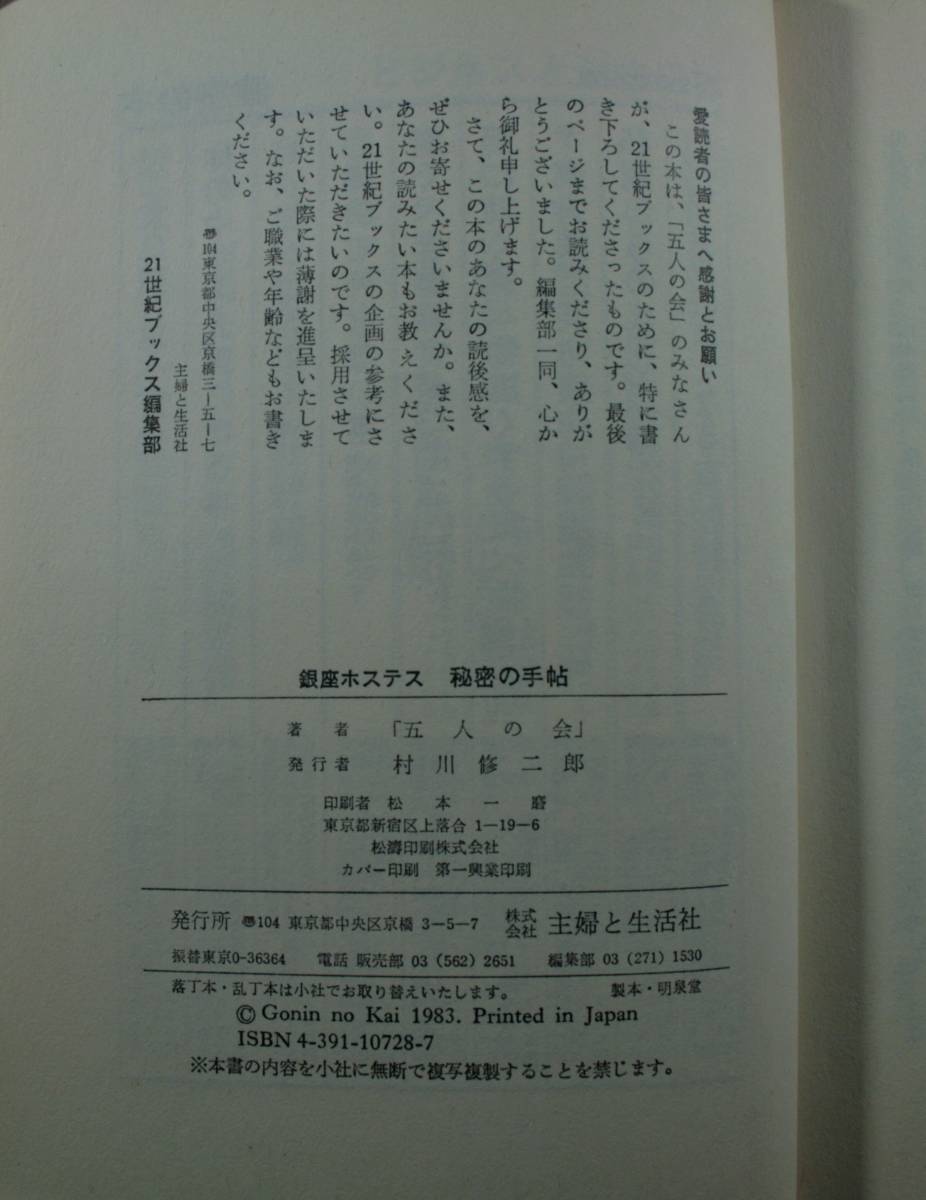 愛読者の皆さまへ感謝とお願い
この本は、「五人の会」のみなさん
が、21世紀ブックスのために、特に書
き下ろしてくださったものです。最後
のページまでお読みくださり、ありが
とうございました。編集部一同、心か
ら御礼申し上げます。
さて、この本のあなたの読後感を、
ぜひお寄せくださいませんか。また、
あなたの読みたい本もお教えくださ
い。21世紀ブックスの企画の参考にさ
せていただきたいのです。採用させて
いただいた際には薄謝を進呈いたしま
す。なお、ご職業や年齢などもお書き
ください。
〠104東京都中央区京橋三―五―七
主婦と生活社
21世紀ブックス編集部
銀座ホステス 秘密の手帖
著者 「五人の会」
発行者 村川修二郎
印刷者 松本一磨
東京都新宿区上落合 1―19―6
松濤印刷株式会社
カバー印刷 第一興業印刷
発行所 〠104 東京都中央区京橋 3―5―7 株式会社 主婦と生活社
振替東京0-36364 電話 販売部 03 (562) 2651 編集部 03 (271) 1530
落丁本・乱丁本は小社でお取り替えいたします。 製本・明泉堂
© Gonin no Kai 1983. Printed in Japan
ISBN 4-391-10728-7
※本書の内容を小社に無断で複写複製することを禁じます。